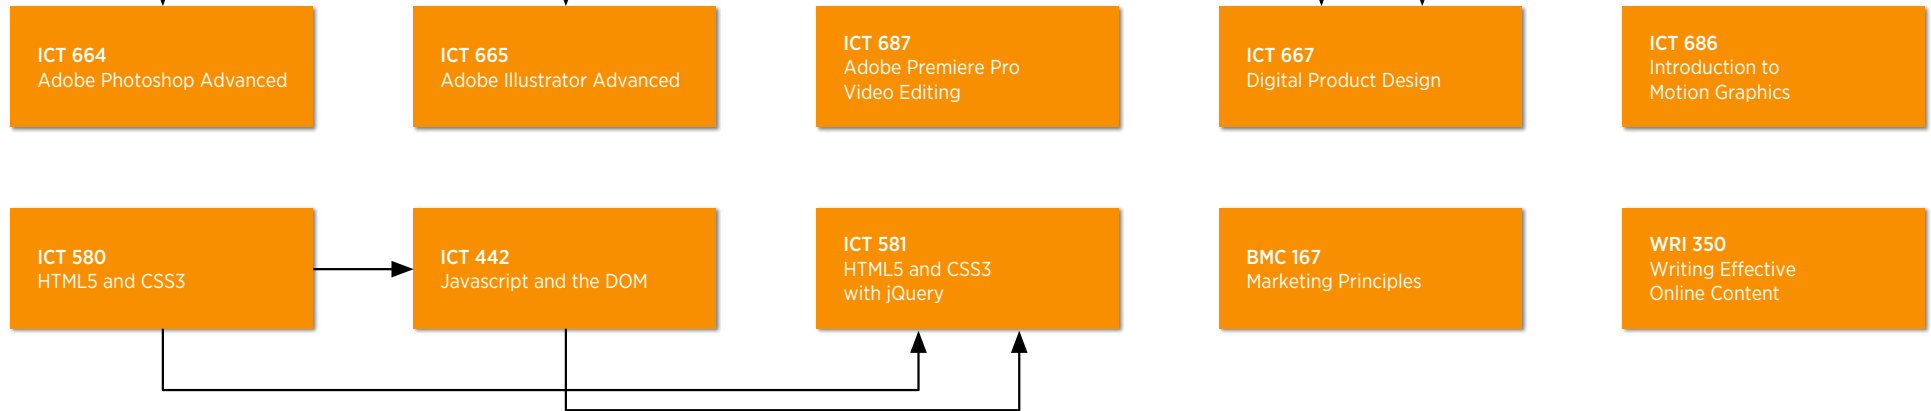 ICT 664
Adobe Photoshop Advanced
ICT 665
Adobe Illustrator Advanced
ICT 687
Adobe Premiere Pro
Video Editing
ICT 667
Digital Product Design
ICT 686
Introduction to
Motion Graphics
ICT 580
HTML5 and CSS3
ICT 442
Javascript and the DOM
ICT 581
HTML5 and CSS3
with jQuery
BMC 167
Marketing Principles
WRI 350
Writing Effective
Online Content